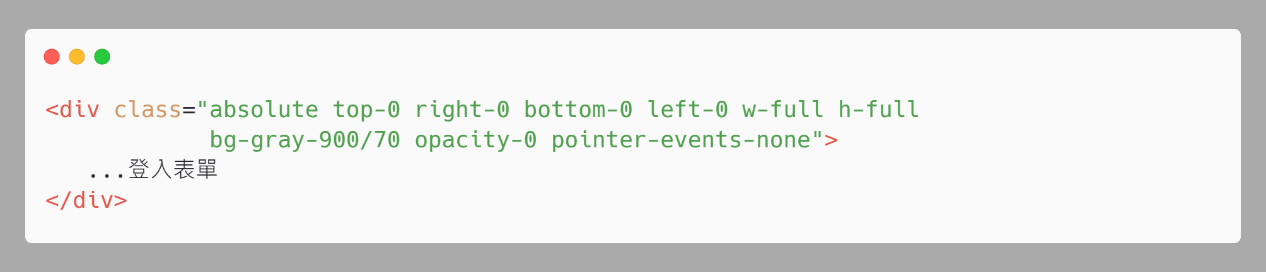 <div class="absolute top-0 right-0 bottom-0 left-0 w-full h-full
            bg-gray-900/70 opacity-0 pointer-events-none">
   ...登入表單
</div>